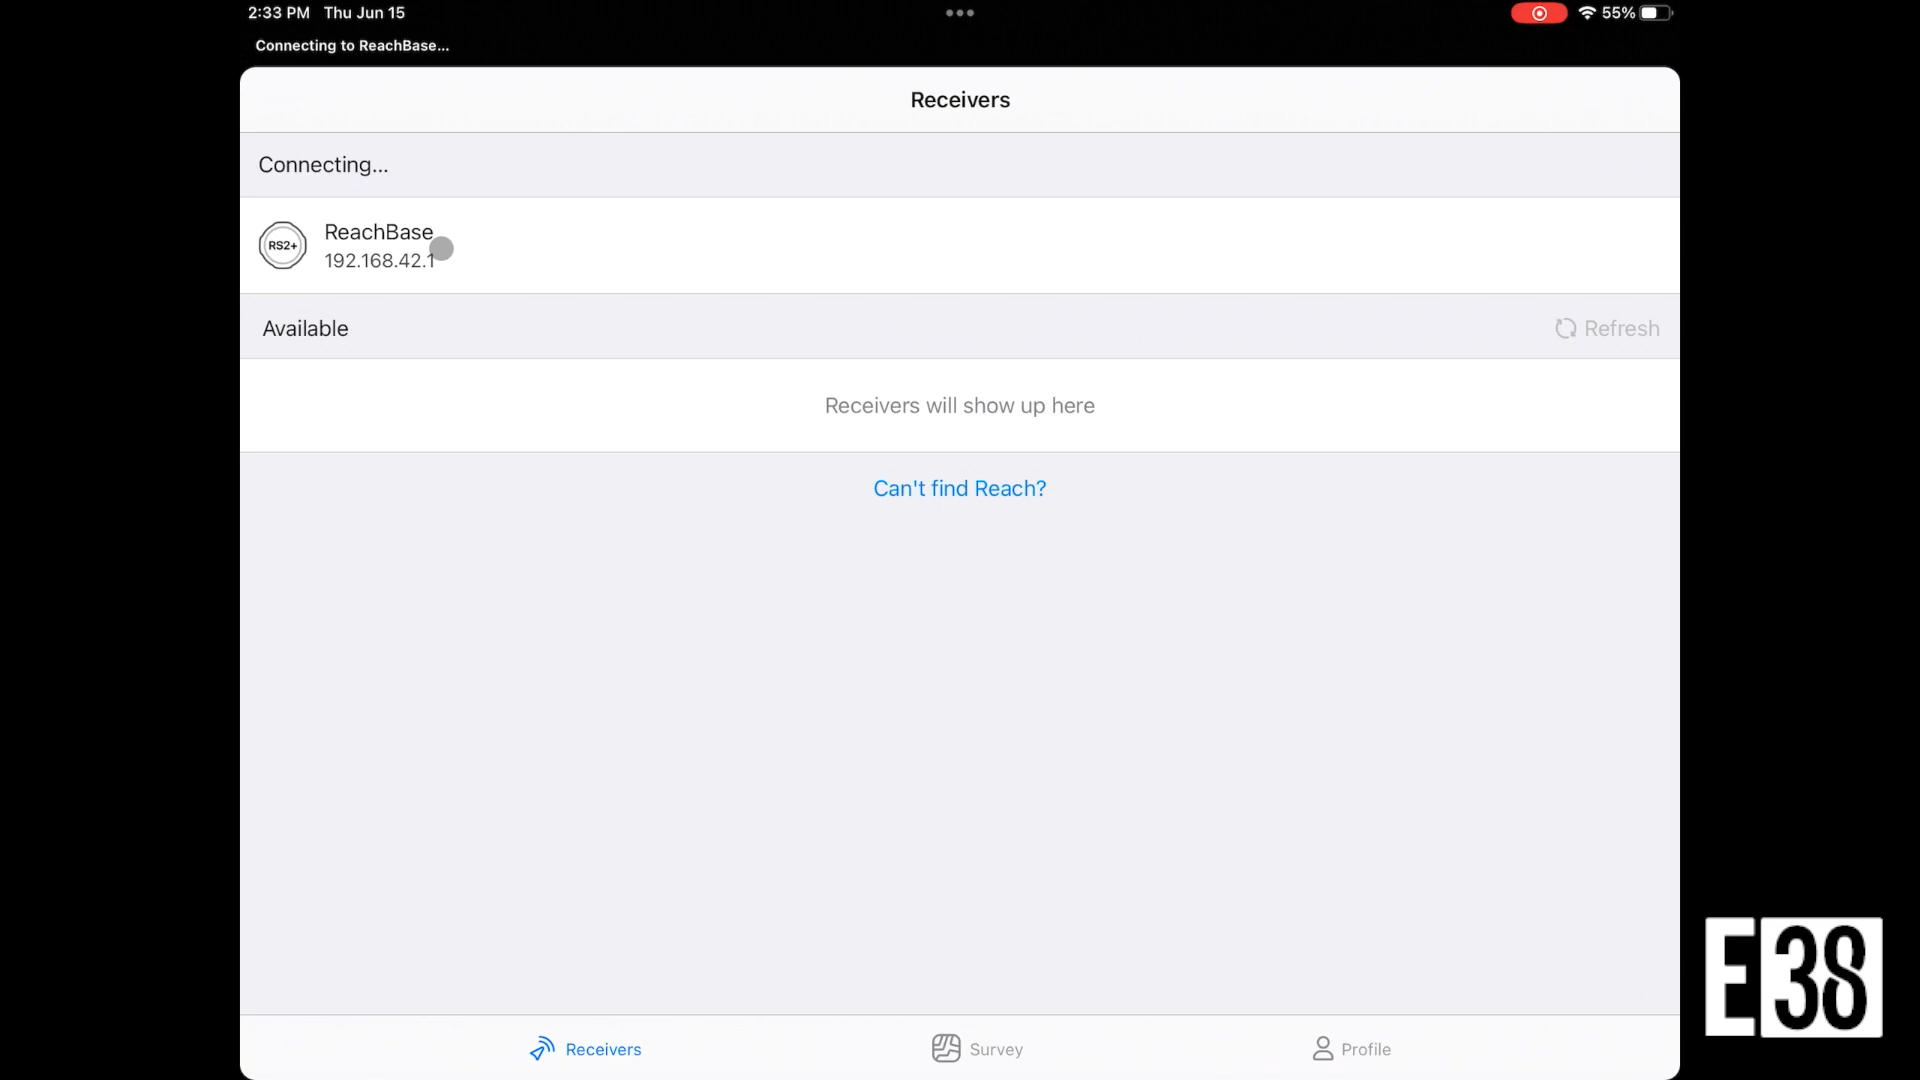 2:33 PM Thu Jun 15
55%
Connecting to ReachBase...
Receivers
Connecting...
RS2+
ReachBase
192.168.42.1
Available
Refresh
Receivers will show up here
Can't find Reach?
Receivers
Survey
Profile
E38